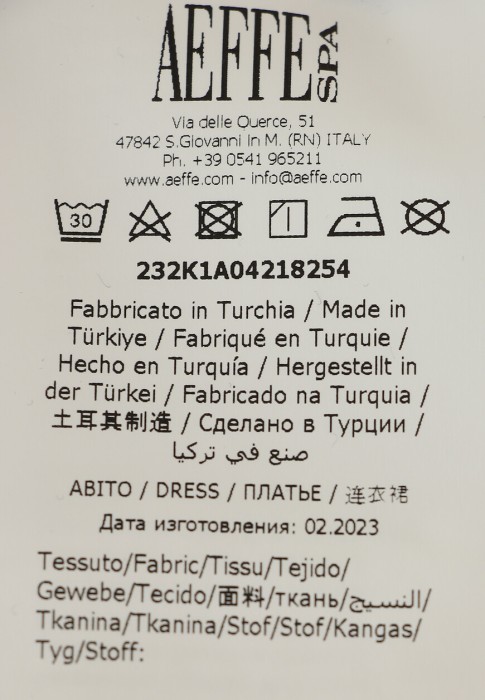 AEFFE SPA
Via delle Querce, 51
47842 S.Giovanni In M. (RN) ITALY
Ph. +39 0541 965211
www.aeffe.com - info@aeffe.com
30
232K1A04218254
Fabbricato in Turchia / Made in
Türkiye / Fabriqué en Turquie /
Hecho en Turquía / Hergestellt in
der Türkei / Fabricado na Turquia /
土耳其制造 / Сделано в Турции /
صنع في تركيا
ABITO / DRESS / ПЛАТЬЕ / 连衣裙
Дата изготовления: 02.2023
Tessuto/Fabric/Tissu/Tejido/
Gewebe/Tecido/面料/ткань/النسيج/
Tkanina/Tkanina/Stof/Stof/Kangas/
Tyg/Stoff: